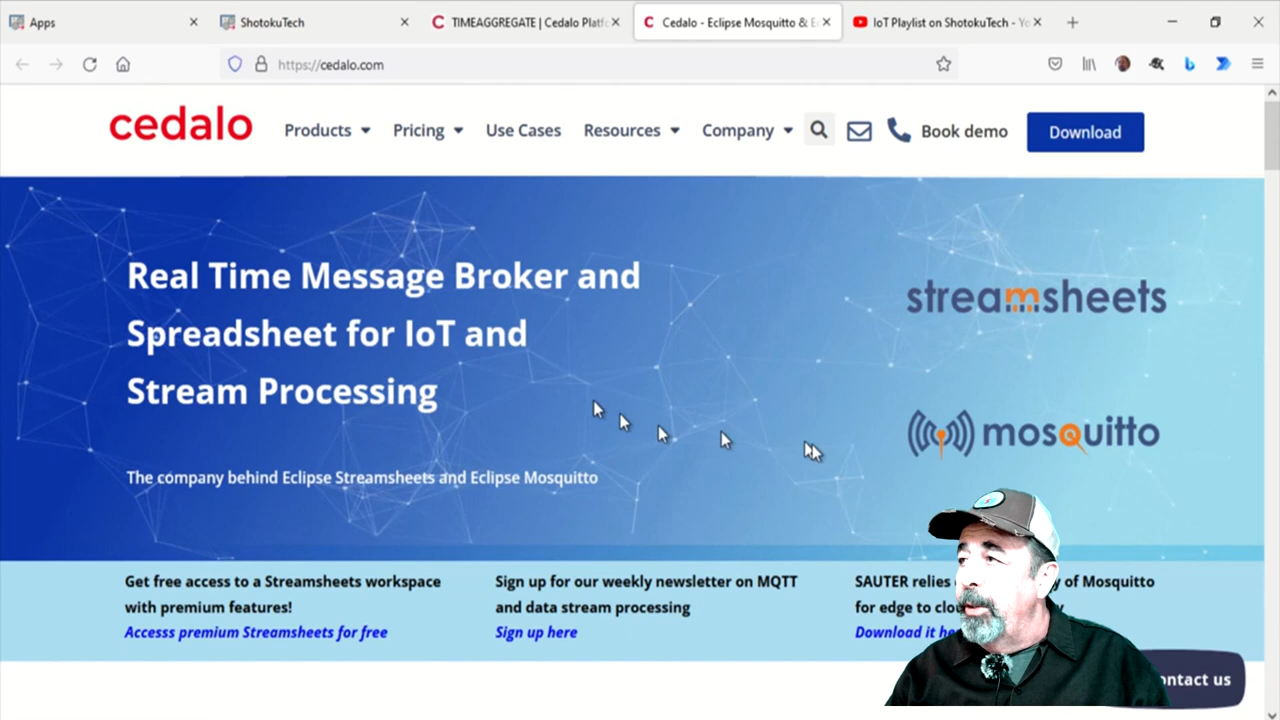 Apps
ShotokuTech
TIMEAGGREGATE | Cedalo Platf
Cedalo - Eclipse Mosquitto &
IoT Playlist on ShotokuTech -
https://cedalo.com
cedalo
Products
Pricing
Use Cases
Resources
Company
Book demo
Download
Real Time Message Broker and
Spreadsheet for IoT and
Stream Processing
streamsheets
mosquitto
The company behind Eclipse Streamsheets and Eclipse Mosquitto
Get free access to a Streamsheets workspace
with premium features!
Accesss premium Streamsheets for free
Sign up for our weekly newsletter on MQTT
and data stream processing
Sign up here
SAUTER relies of Mosquitto
for edge to clou
Download it he
ontact us